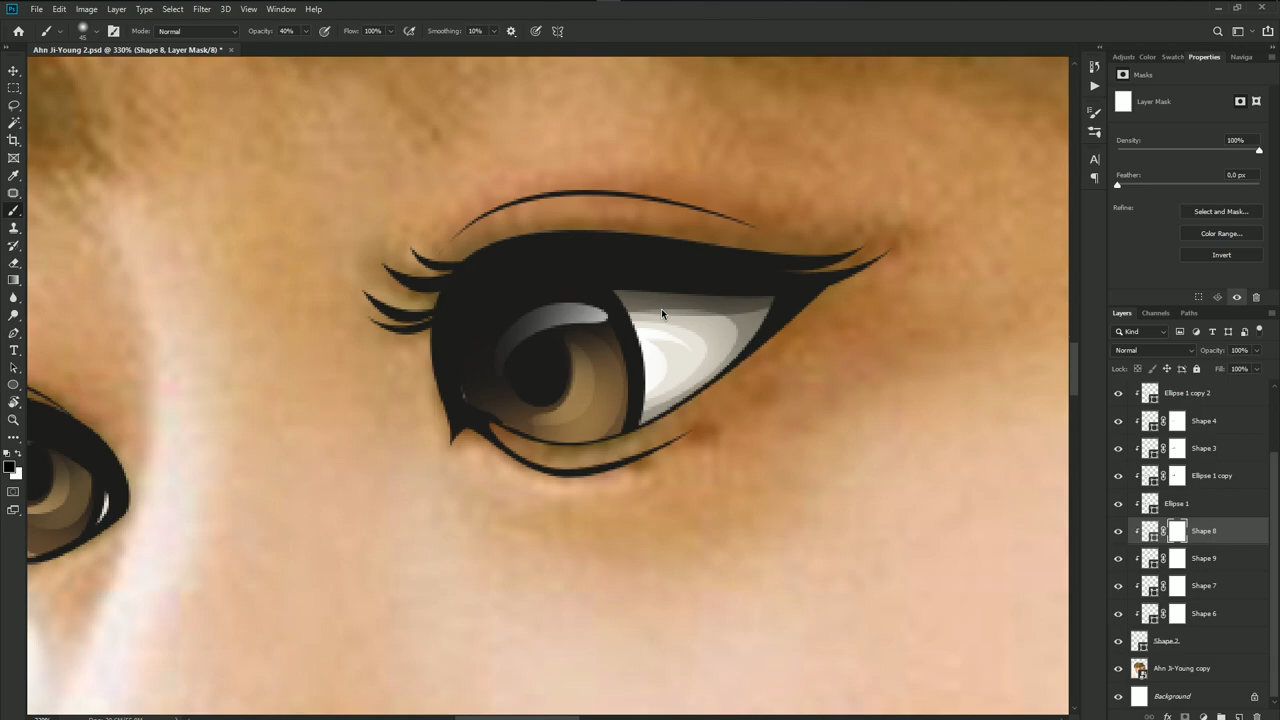 Ps File Edit Image Layer Type Select Filter 3D View Window Help
45 Mode: Normal Opacity: 40% Flow: 100% Smoothing: 10%
Ahn Ji-Young 2.psd @ 330% (Shape 8, Layer Mask/8) * ×
Adjustr Color Swatch Properties Naviga
Masks
Layer Mask
Density: 100%
Feather: 0,0 px
Refine: Select and Mask...
Color Range...
Invert
Layers Channels Paths
Kind
Normal Opacity: 100%
Lock: Fill: 100%
Ellipse 1 copy 2
Shape 4
Shape 3
Ellipse 1 copy
Ellipse 1
Shape 8
Shape 9
Shape 7
Shape 6
Shape 2
Ahn Ji-Young copy
Background
fx